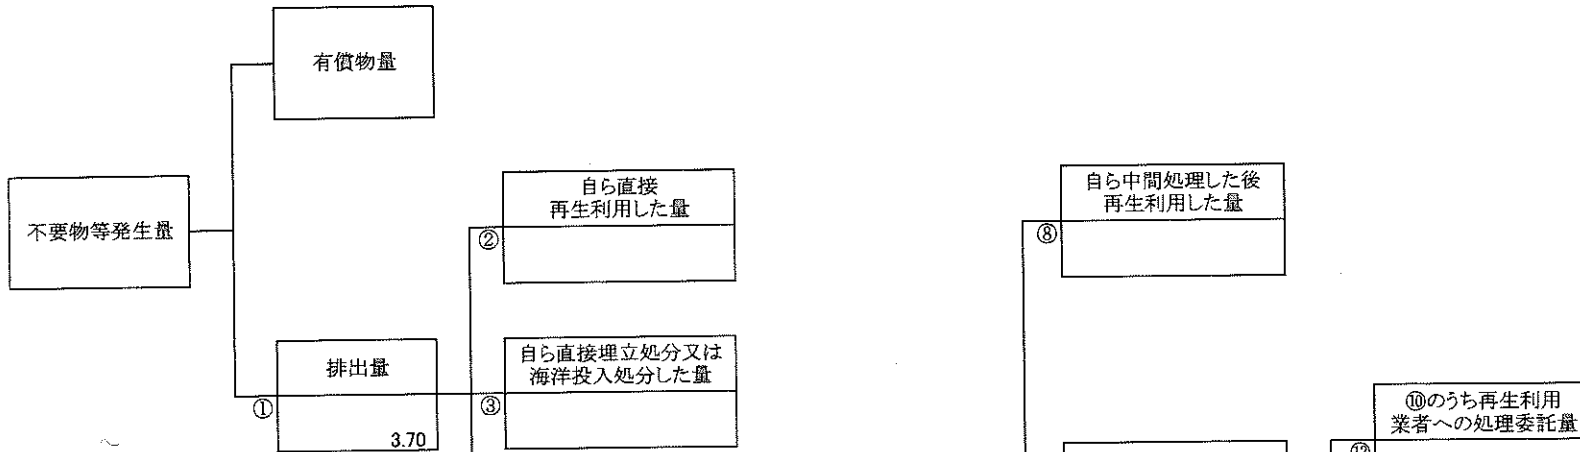 有償物量
不要物等発生量
自ら直接
再生利用した量
②
自ら中間処理した後
再生利用した量
⑧
排出量
①
3.70
自ら直接埋立処分又は
海洋投入処分した量
③
⑩のうち再生利用
業者への処理委託量
⑫